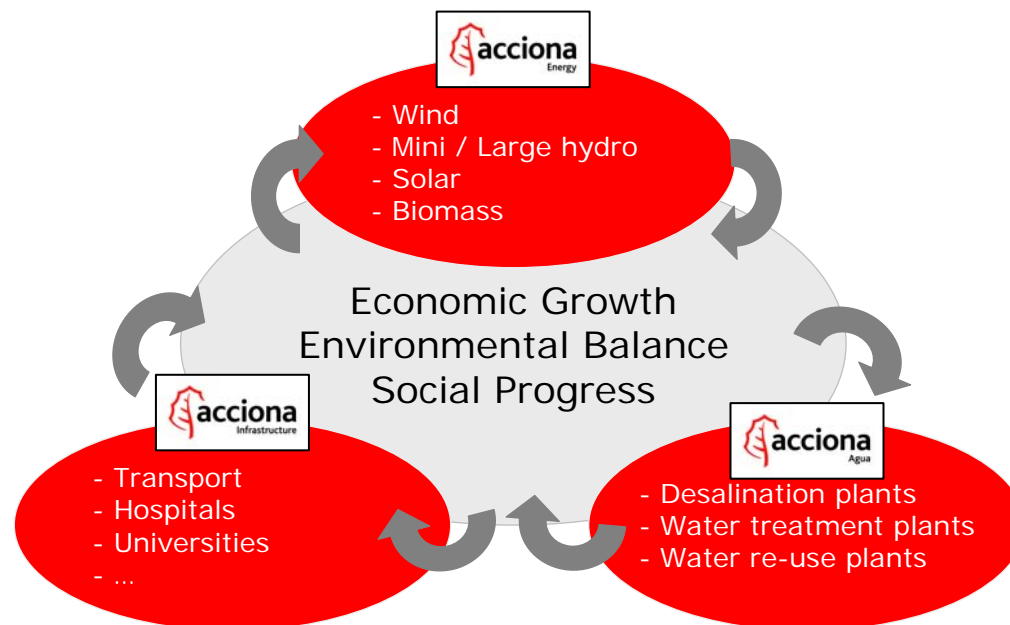 acciona
Energy
- Wind
- Mini / Large hydro
- Solar
- Biomass
Economic Growth
Environmental Balance
Social Progress
acciona
Infrastructure
- Transport
- Hospitals
- Universities
- ...
acciona
Agua
- Desalination plants
- Water treatment plants
- Water re-use plants